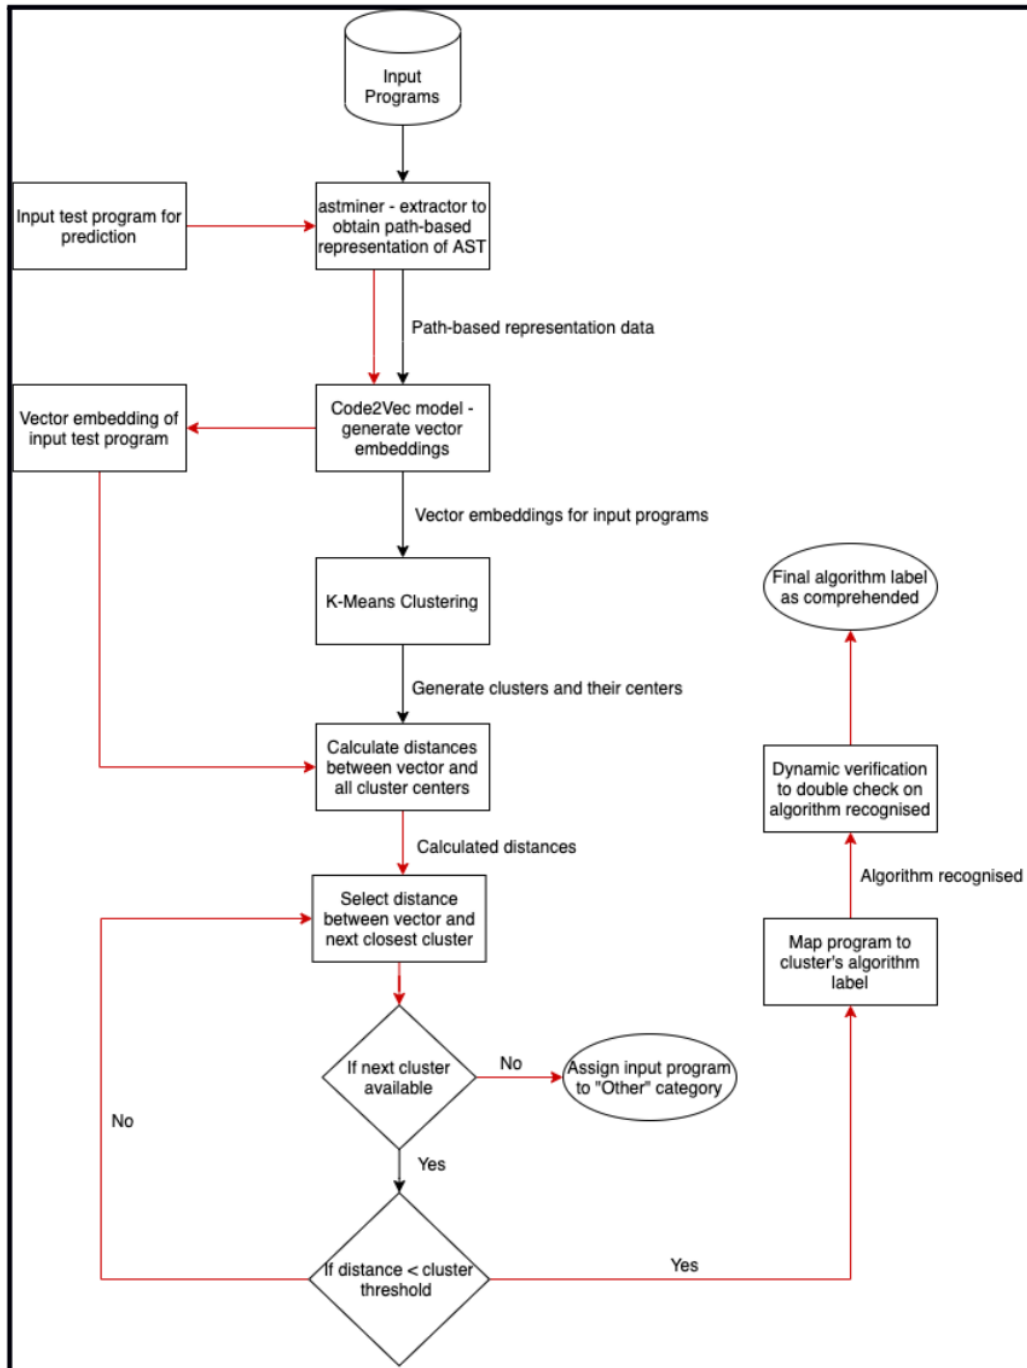 Input
Programs
Input test program for
prediction
astminer - extractor to
obtain path-based
representation of AST
Path-based representation data
Vector embedding of
input test program
Code2Vec model -
generate vector
embeddings
Vector embeddings for input programs
K-Means Clustering
Generate clusters and their centers
Calculate distances
between vector and
all cluster centers
Calculated distances
Select distance
between vector and
next closest cluster
If next cluster
available
No
Assign input program
to "Other" category
Yes
If distance < cluster
threshold
No
Yes
Map program to
cluster's algorithm
label
Algorithm recognised
Dynamic verification
to double check on
algorithm recognised
Final algorithm label
as comprehended